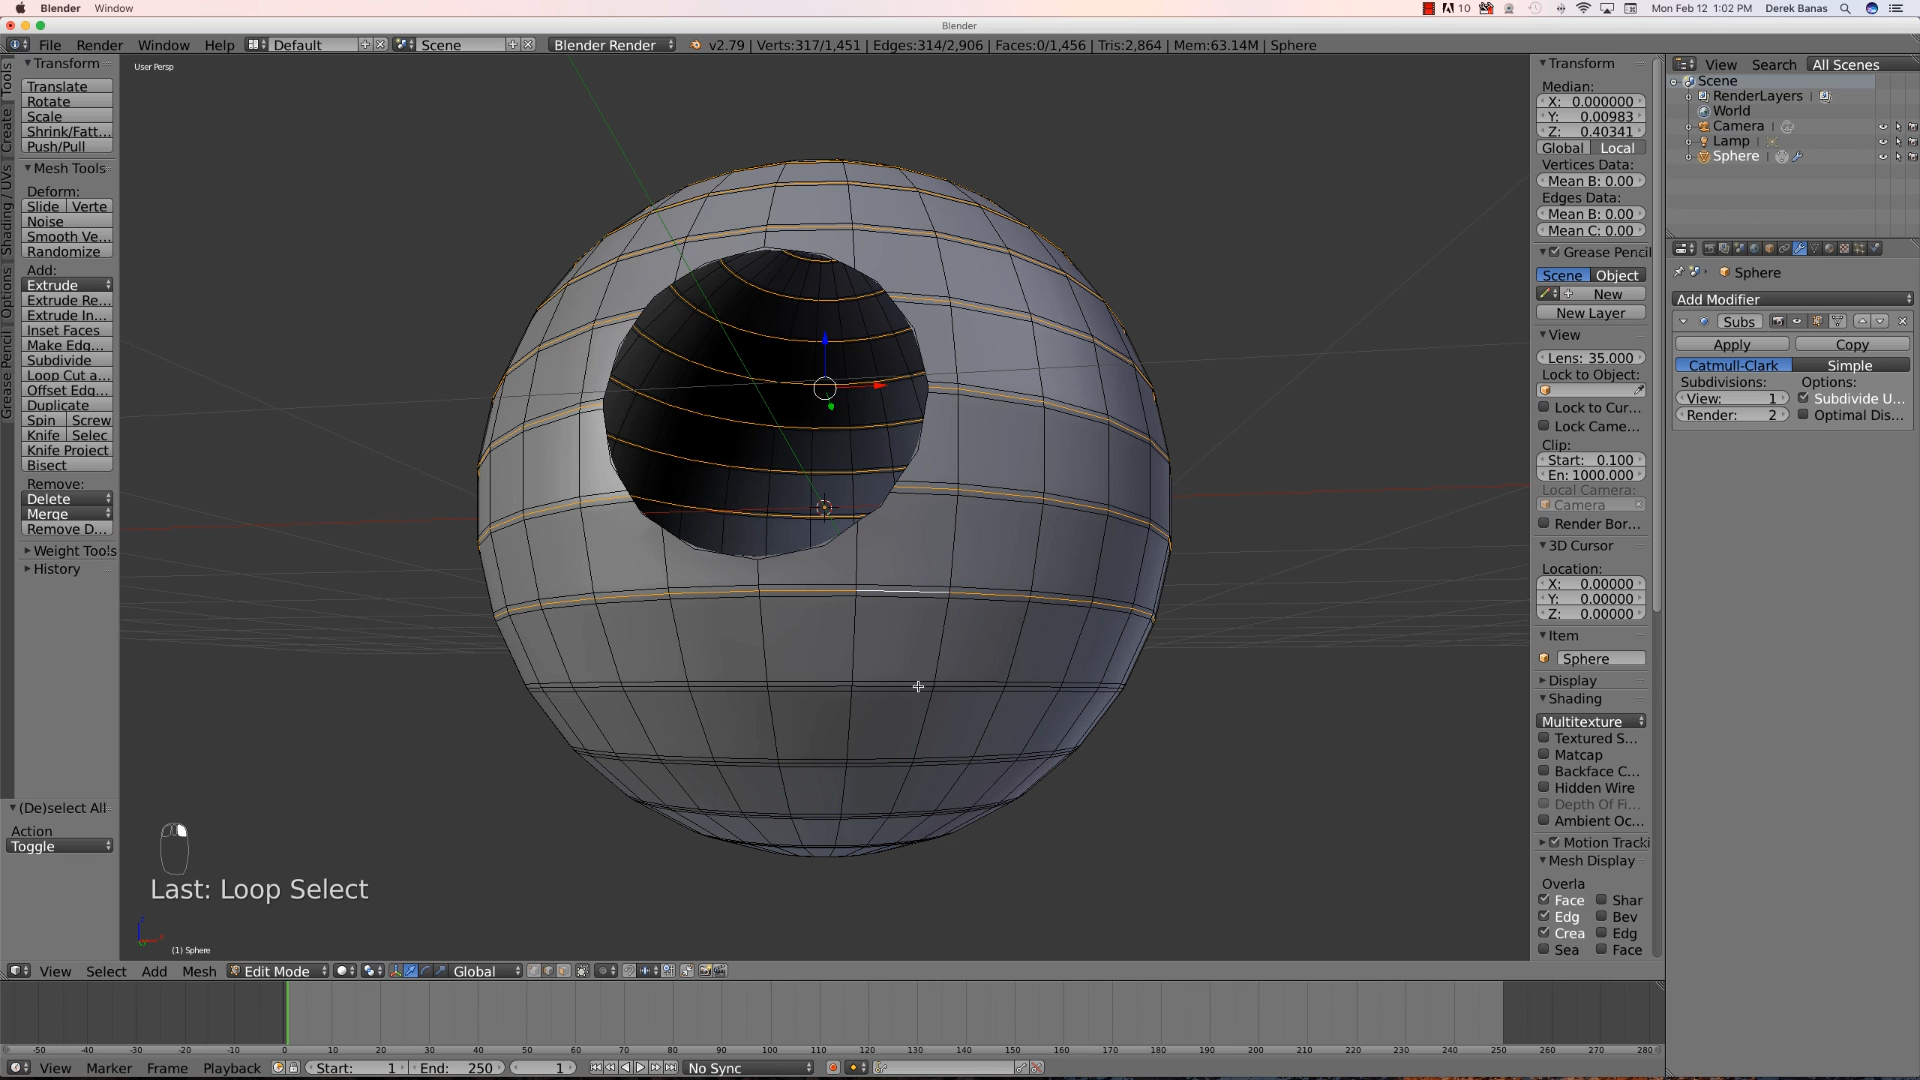 Blender Window
10 Mon Feb 12 1:02 PM Derek Banas
Blender
File Render Window Help Default Scene Blender Render v2.79 | Verts:317/1,451 | Edges:314/2,906 | Faces:0/1,456 | Tris:2,864 | Mem:63.14M | Sphere
Tools
Create
Shading / UVs
Options
Grease Pencil
Transform
Translate
Rotate
Scale
Shrink/Fatt...
Push/Pull
Mesh Tools
Deform:
Slide Verte
Noise
Smooth Ve...
Randomize
Add:
Extrude
Extrude Re...
Extrude In...
Inset Faces
Make Edg...
Subdivide
Loop Cut a...
Offset Edg...
Duplicate
Spin Screw
Knife Selec
Knife Project
Bisect
Remove:
Delete
Merge
Remove D...
Weight Tools
History
(De)select All
Action
Toggle
User Persp
Last: Loop Select
(1) Sphere
Transform
Median:
X: 0.000000
Y: 0.00983
Z: 0.40341
Global Local
Vertices Data:
Mean B: 0.00
Edges Data:
Mean B: 0.00
Mean C: 0.00
Grease Pencil
Scene Object
New
New Layer
View
Lens: 35.000
Lock to Object:
Lock to Cur...
Lock Came...
Clip:
Start: 0.100
En: 1000.000
Local Camera:
Camera
Render Bor...
3D Cursor
Location:
X: 0.00000
Y: 0.00000
Z: 0.00000
Item
Sphere
Display
Shading
Multitexture
Textured S...
Matcap
Backface C...
Hidden Wire
Depth Of Fi...
Ambient Oc...
Motion Tracki
Mesh Display
Overla
Face Shar
Edg Bev
Crea Edg
Sea Face
View Search All Scenes
Scene
RenderLayers
World
Camera
Lamp
Sphere
Sphere
Add Modifier
Subs
Apply Copy
Catmull-Clark Simple
Subdivisions: Options:
View: 1 Subdivide U...
Render: 2 Optimal Dis...
View Select Add Mesh Edit Mode Global
-50 -40 -30 -20 -10 0 10 20 30 40 50 60 70 80 90 100 110 120 130 140 150 160 170 180 190 200 210 220 230 240 250 260 270 280
View Marker Frame Playback Start: 1 End: 250 1 No Sync